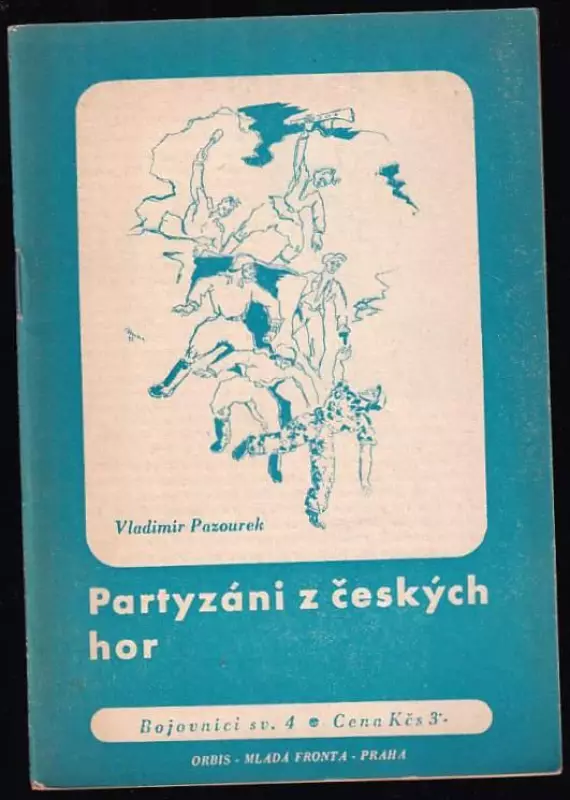 Vladimír Pazourek
Partyzáni z českých
hor
Bojovníci sv. 4 • Cena Kčs 3·-
ORBIS - MLADÁ FRONTA - PRAHA